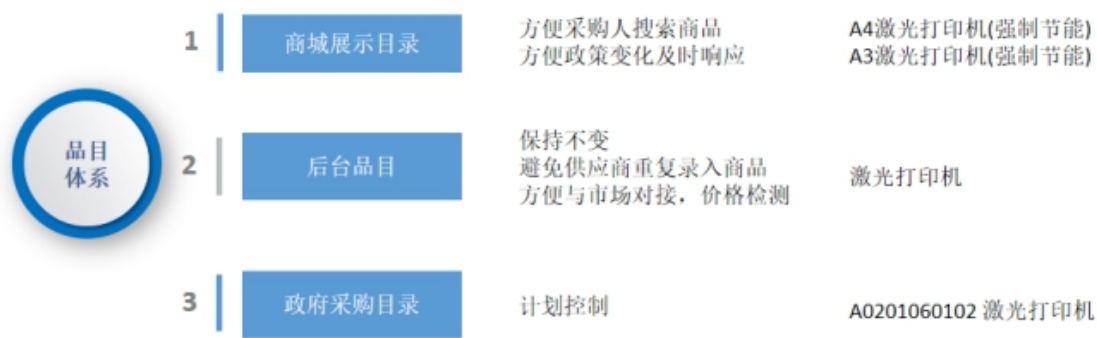 品目
体系
1
商城展示目录
方便采购人搜索商品
方便政策变化及时响应
A4激光打印机(强制节能)
A3激光打印机(强制节能)
2
后台品目
保持不变
避免供应商重复录入商品
方便与市场对接，价格检测
激光打印机
3
政府采购目录
计划控制
A0201060102 激光打印机